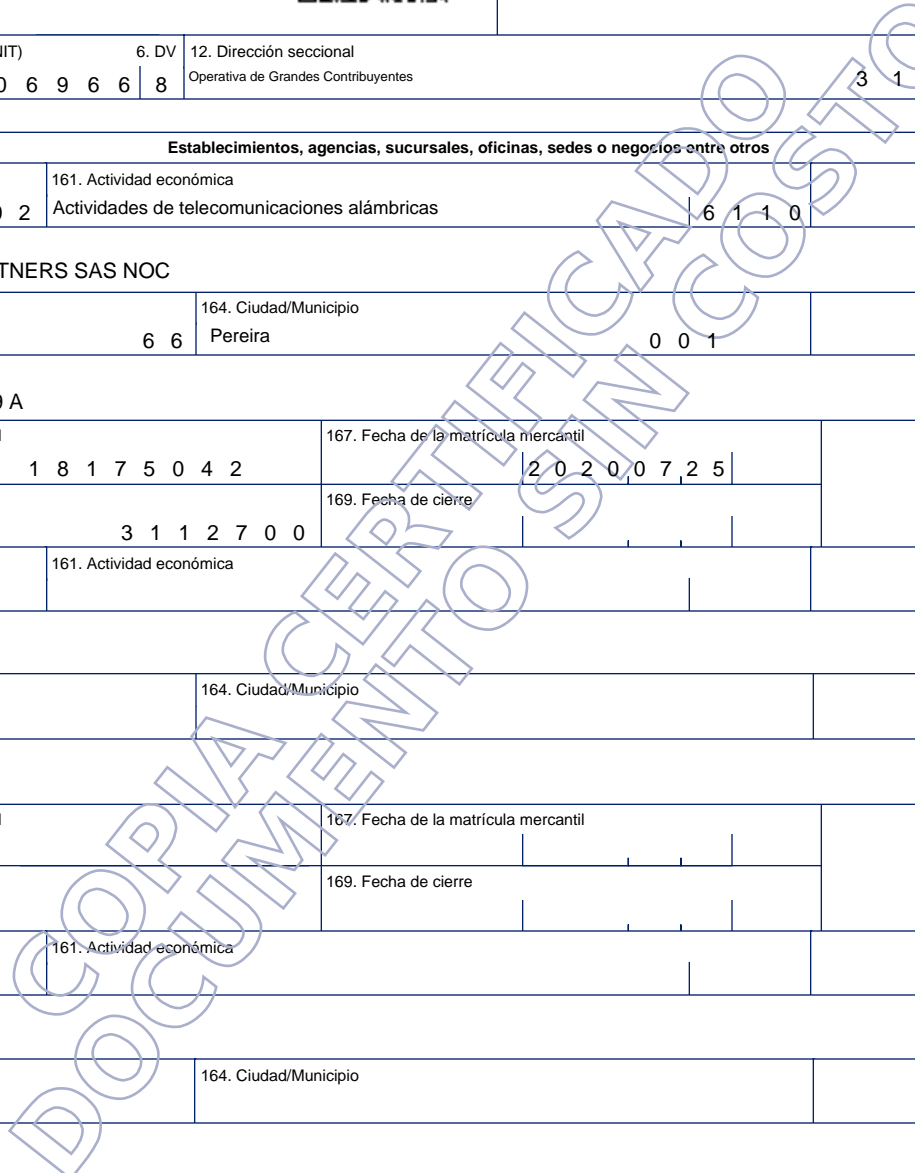 NIT) 6. DV 12. Dirección seccional
0 6 9 6 6 8 Operativa de Grandes Contribuyentes 3 1
Establecimientos, agencias, sucursales, oficinas, sedes o negocios entre otros
161. Actividad económica
2 Actividades de telecomunicaciones alámbricas 6 1 1 0
TNERS SAS NOC
164. Ciudad/Municipio
6 6 Pereira 0 0 1
A
167. Fecha de la matrícula mercantil
1 8 1 7 5 0 4 2 2 0 2 0 0 7 2 5
169. Fecha de cierre
3 1 1 2 7 0 0
161. Actividad económica
164. Ciudad/Municipio
167. Fecha de la matrícula mercantil
169. Fecha de cierre
161. Actividad económica
164. Ciudad/Municipio
COPIA CERTIFICADO
DOCUMENTO SIN COSTO